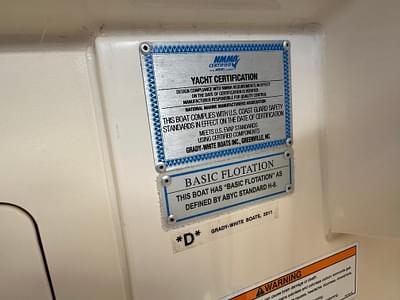 NMMA
CERTIFIED
YACHT CERTIFICATION
DESIGN COMPLIANCE WITH NMMA REQUIREMENTS IN EFFECT
ON THE DATE OF CERTIFICATION IS VERIFIED.
MANUFACTURER RESPONSIBLE FOR QUALITY CONTROL.
NATIONAL MARINE MANUFACTURERS ASSOCIATION
THIS BOAT COMPLIES WITH U.S. COAST GUARD SAFETY
STANDARDS IN EFFECT ON THE DATE OF CERTIFICATION
MEETS U.S. EVAP STANDARDS
USING CERTIFIED COMPONENTS
GRADY-WHITE BOATS INC, GREENVILLE, NC
BASIC FLOTATION
THIS BOAT HAS "BASIC FLOTATION" AS
DEFINED BY ABYC STANDARD H-8.
*D* GRADY-WHITE BOATS, 2011
WARNING